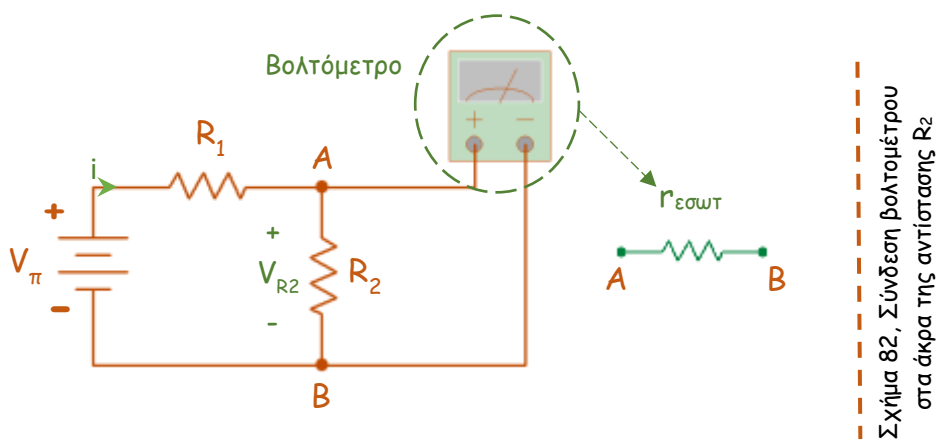 Βολτόμετρο
+ −
R1
A
i
rεσωτ
+
Vπ
-
+
VR2
-
R2
A B
B
Σχήμα 82, Σύνδεση βολτομέτρου
στα άκρα της αντίστασης R2